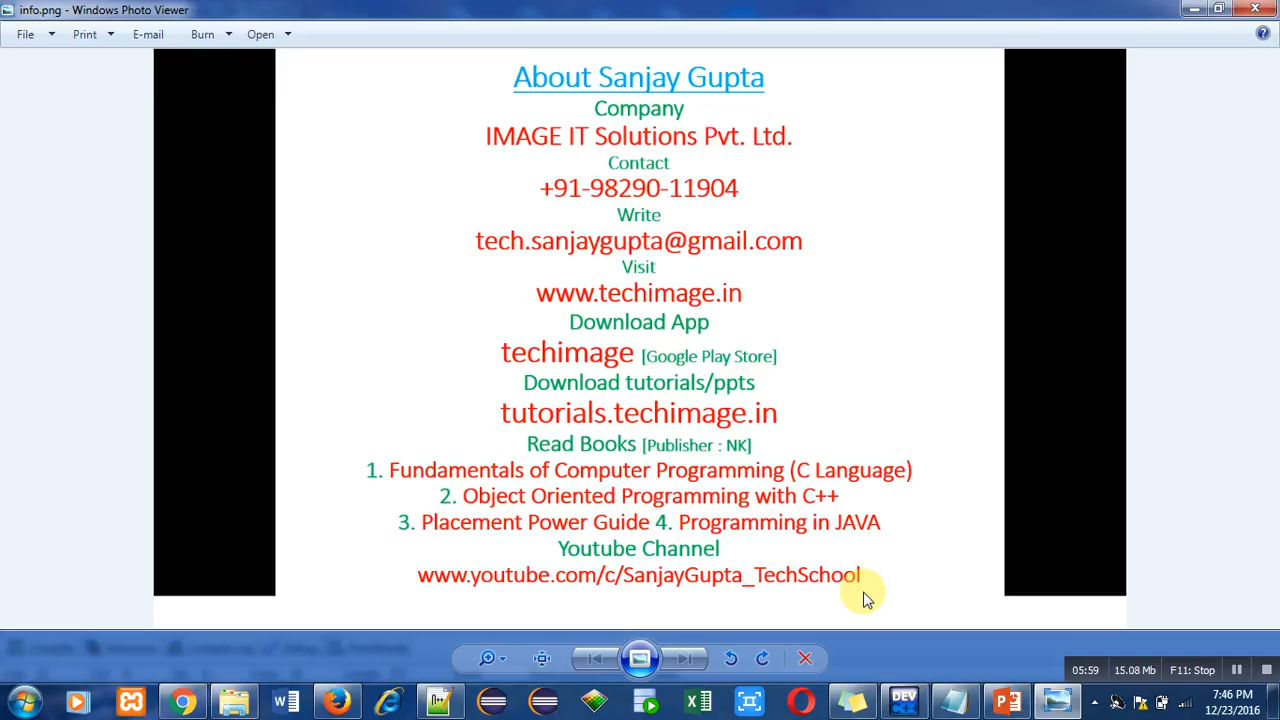 info.png - Windows Photo Viewer
File Print E-mail Burn Open
About Sanjay Gupta
Company
IMAGE IT Solutions Pvt. Ltd.
Contact
+91-98290-11904
Write
tech.sanjaygupta@gmail.com
Visit
www.techimage.in
Download App
techimage [Google Play Store]
Download tutorials/ppts
tutorials.techimage.in
Read Books [Publisher : NK]
1. Fundamentals of Computer Programming (C Language)
2. Object Oriented Programming with C++
3. Placement Power Guide 4. Programming in JAVA
Youtube Channel
www.youtube.com/c/SanjayGupta_TechSchool
05:59 15.08 Mb F11: Stop
DEV
7:46 PM
12/23/2016